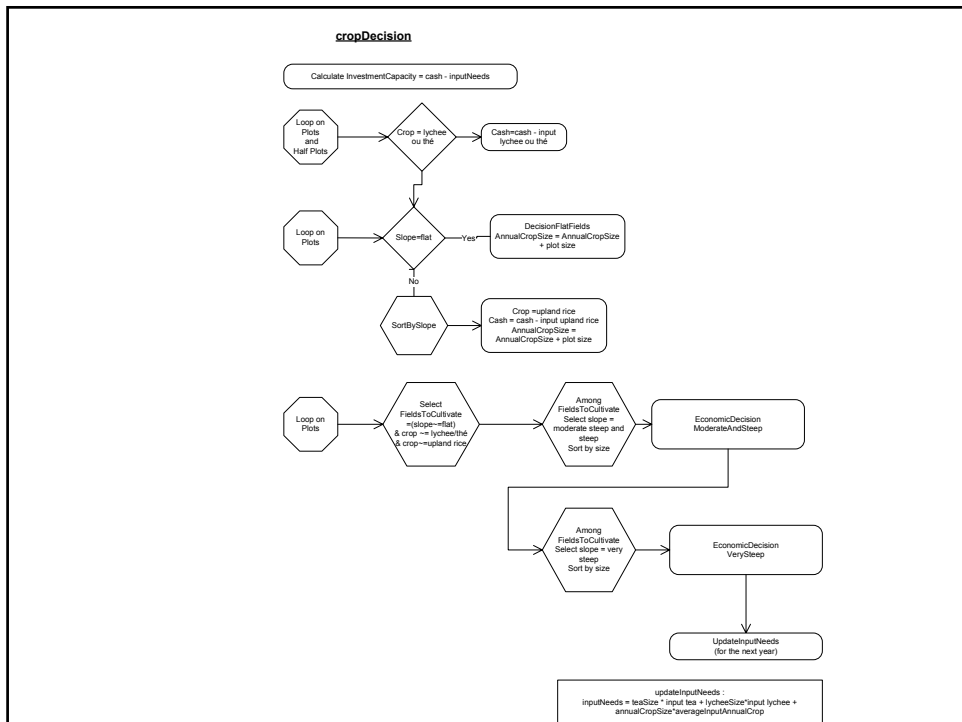 cropDecision
Calculate InvestmentCapacity = cash - inputNeeds
Loop on
Plots
and
Half Plots
Crop = lychee
ou thé
Cash=cash - input
lychee ou thé
Loop on
Plots
Slope=flat
Yes
DecisionFlatFields
AnnualCropSize = AnnualCropSize
+ plot size
No
SortBySlope
Crop =upland rice
Cash = cash - input upland rice
AnnualCropSize =
AnnualCropSize + plot size
Loop on
Plots
Select
FieldsToCultivate
=(slope~=flat)
& crop ~= lychee/thé
& crop~=upland rice
Among
FieldsToCultivate
Select slope =
moderate steep and
steep
Sort by size
EconomicDecision
ModerateAndSteep
Among
FieldsToCultivate
Select slope = very
steep
Sort by size
EconomicDecision
VerySteep
UpdateInputNeeds
(for the next year)
updateInputNeeds :
inputNeeds = teaSize * input tea + lycheeSize*input lychee +
annualCropSize*averageInputAnnualCrop